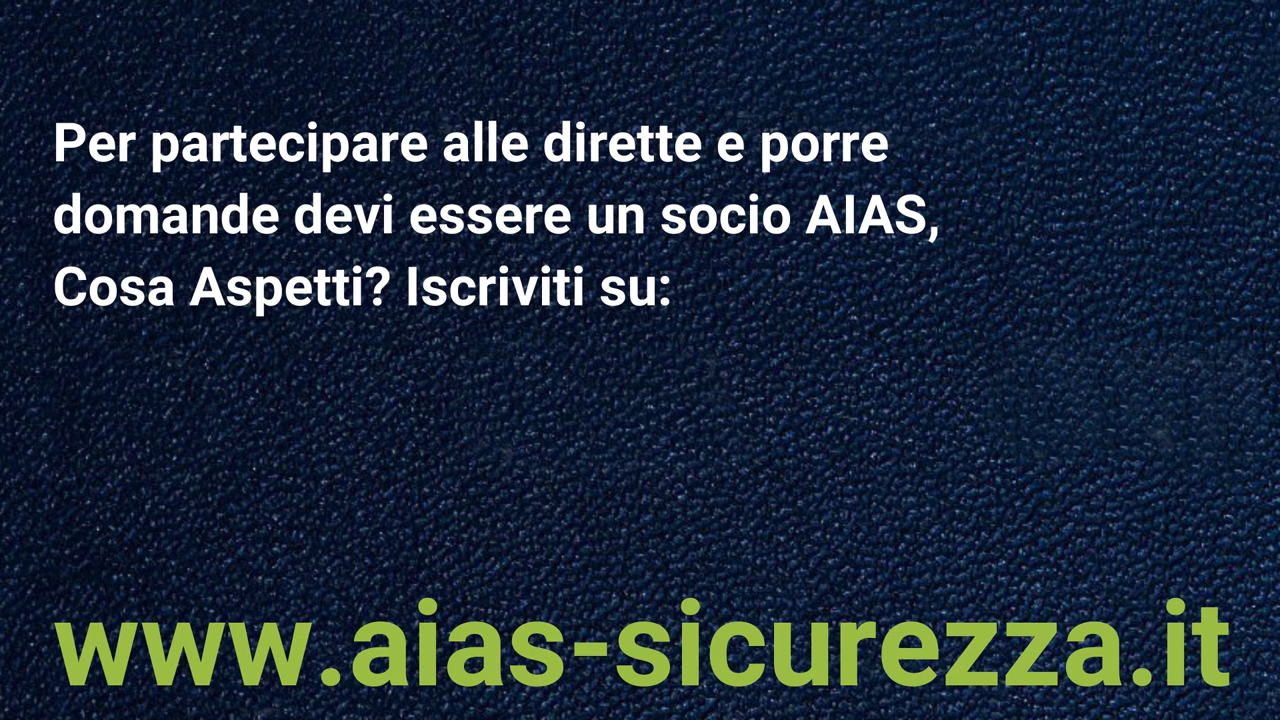 Per partecipare alle dirette e porre
domande devi essere un socio AIAS,
Cosa Aspetti? Iscriviti su:
www.aias-sicurezza.it